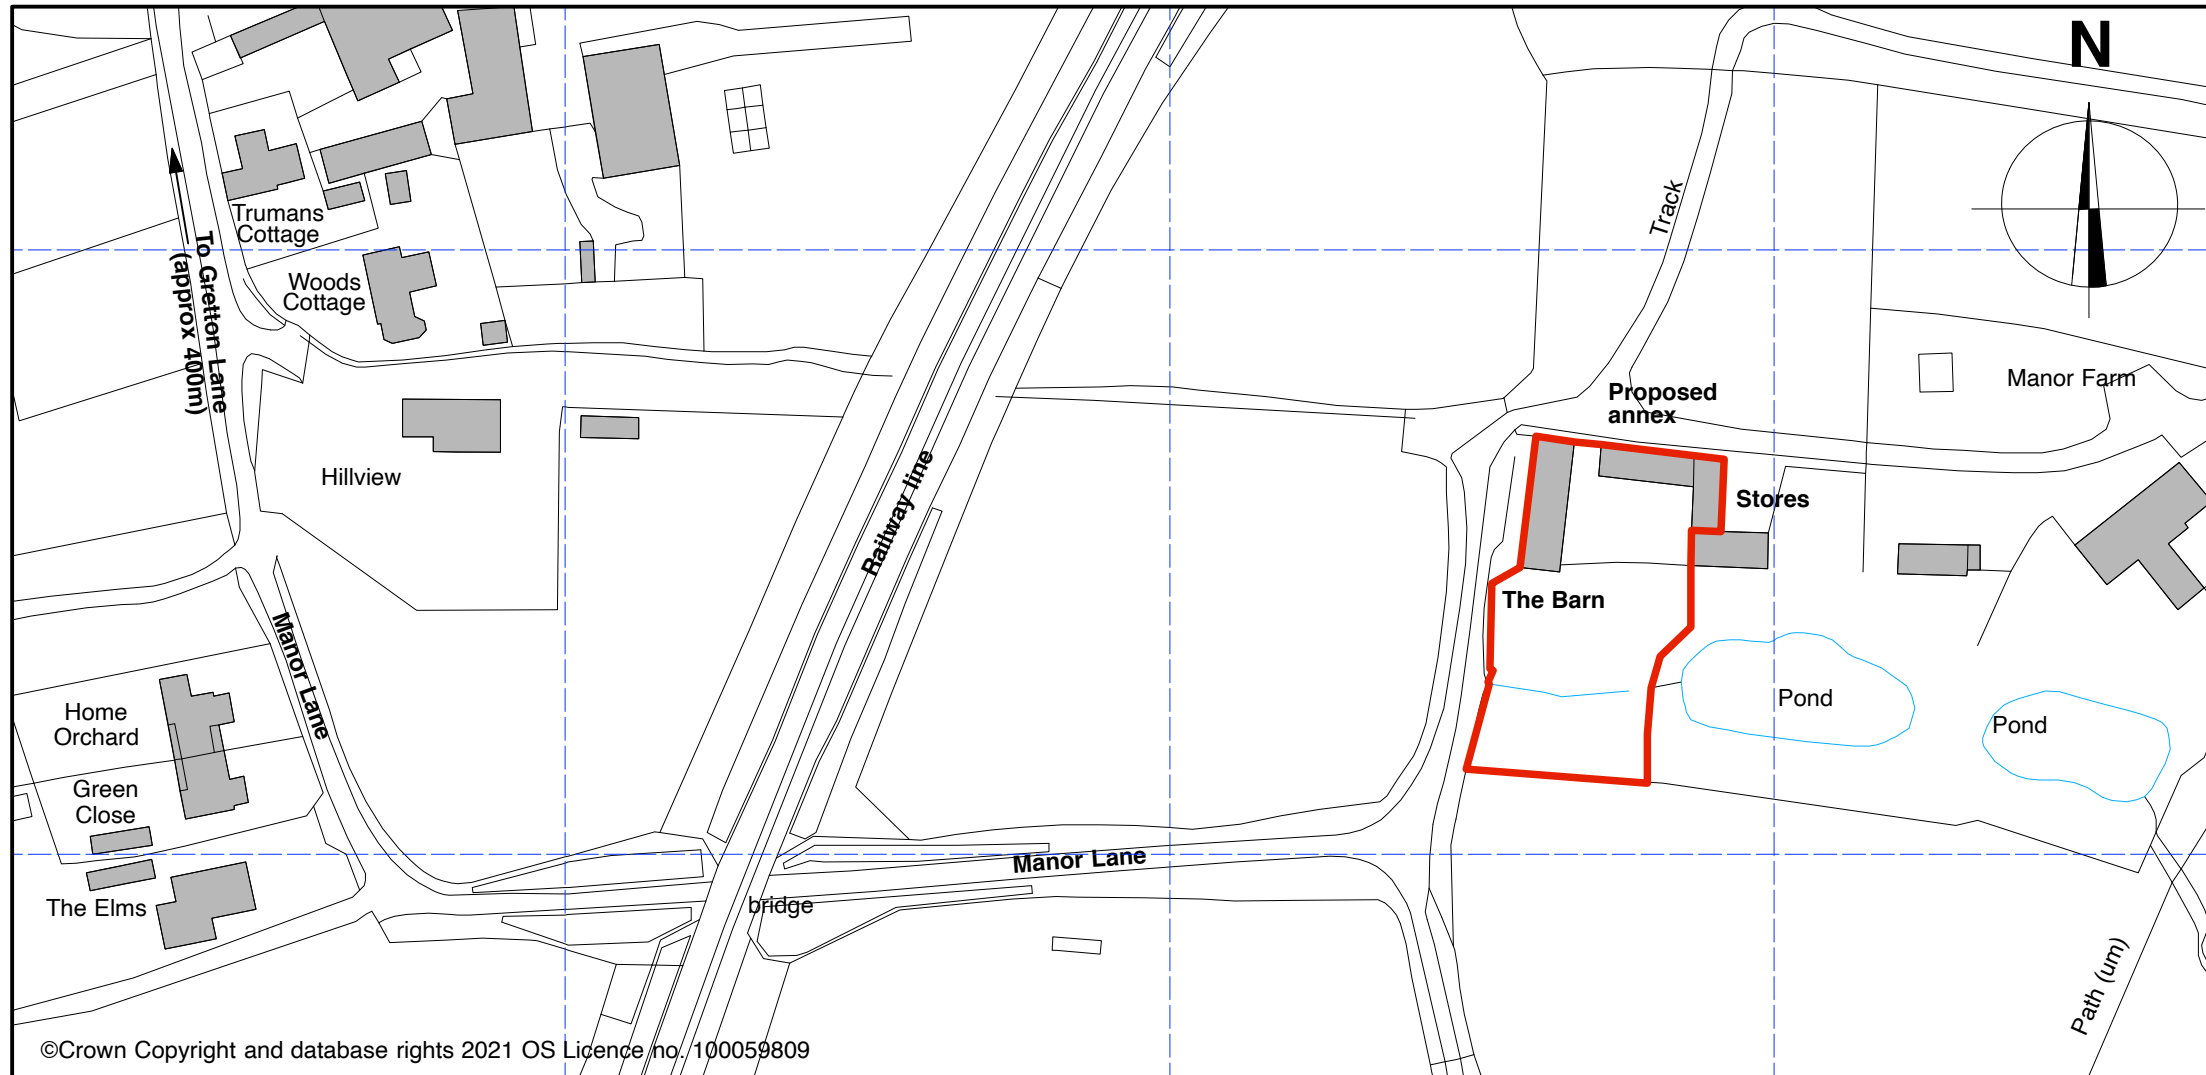 N
Trumans
Cottage
To Gretton Lane
(approx 400m)
Woods
Cottage
Track
Proposed
annex
Manor Farm
Hillview
Railway line
Stores
The Barn
Manor Lane
Home
Orchard
Pond
Pond
Green
Close
Manor Lane
The Elms
bridge
Path (um)
©Crown Copyright and database rights 2021 OS Licence no. 100059809